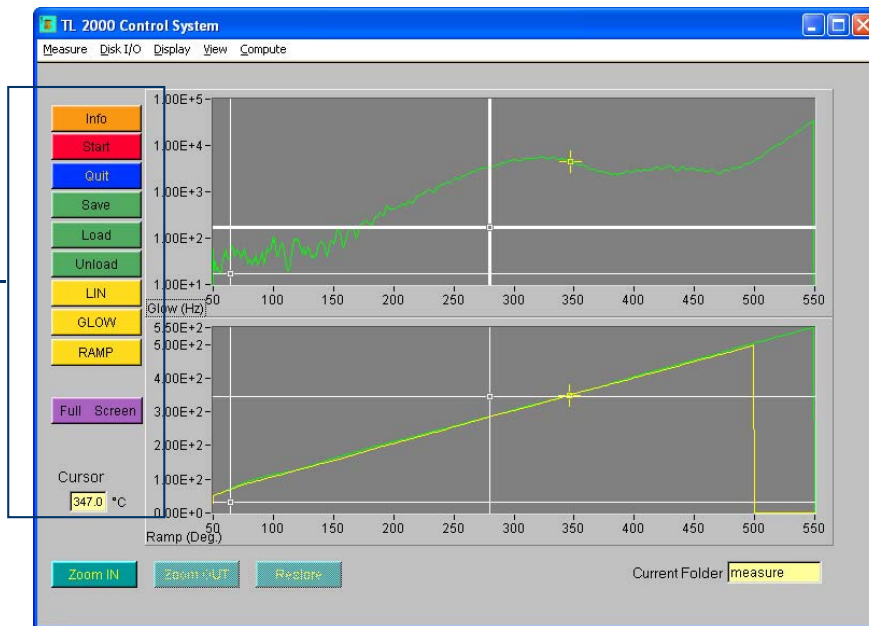 TL 2000 Control System
Measure Disk I/O Display View Compute
Info
Start
Quit
Save
Load
Unload
LIN
GLOW
RAMP
Full Screen
Cursor
347.0 °C
1.00E+5
1.00E+4
1.00E+3
1.00E+2
1.00E+1
50 100 150 200 250 300 350 400 450 500 550
Glow (Hz)
5.50E+2
5.00E+2
4.00E+2
3.00E+2
2.00E+2
1.00E+2
0.00E+0
50 100 150 200 250 300 350 400 450 500 550
Ramp (Deg.)
Zoom IN Zoom OUT Restore Current Folder measure